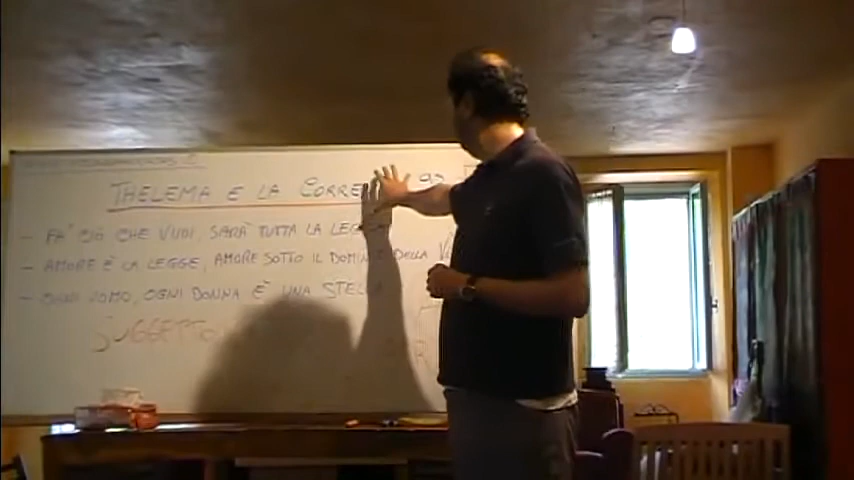 THELEMA E LA CORRE 93
- FA' CIÒ CHE VUOI, SARÀ TUTTA LA LEGGE
- AMORE È LA LEGGE, AMORE SOTTO IL DOMINIO DELLA
- OGNI UOMO, OGNI DONNA È UNA STELLA
SOGGETTO